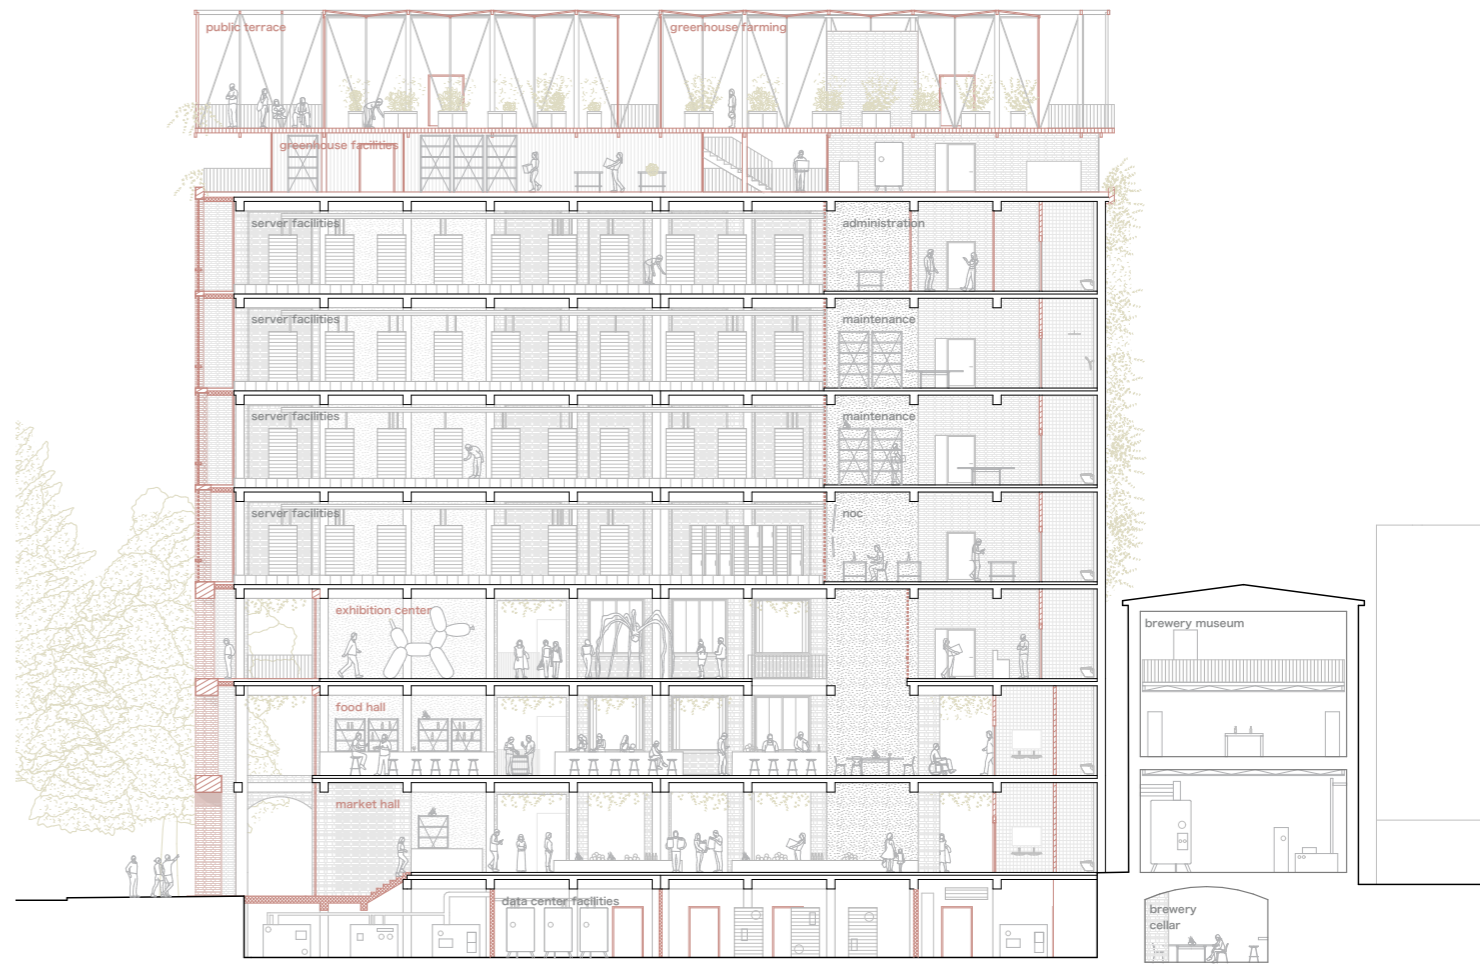 public terrace
greenhouse farming
greenhouse facilities
server facilities
administration
server facilities
maintenance
server facilities
maintenance
server facilities
noc
exhibition center
brewery museum
food hall
market hall
data center facilities
brewery
cellar